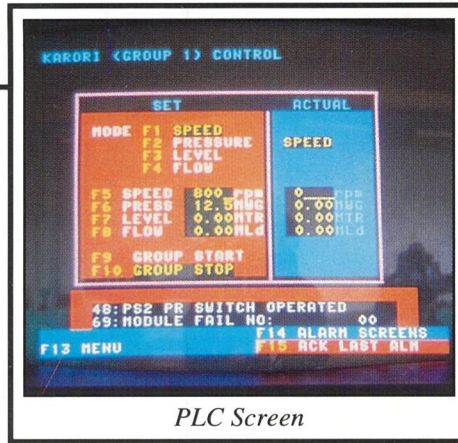 KARORI (GROUP 1) CONTROL
SET ACTUAL
MODE F1 SPEED SPEED
F2 PRESSURE
F3 LEVEL
F4 FLOW
F5 SPEED 800 rpm 0 rpm
F6 PRESS 12.5MWG 0.00MWG
F7 LEVEL 0.00MTR 0.00MTR
F8 FLOW 0.00MLd 0.00MLd
F9 GROUP START
F10 GROUP STOP
48:PS2 PR SWITCH OPERATED
69:MODULE FAIL NO: 00
F14 ALARM SCREENS
F13 MENU F15 ACK LAST ALM
PLC Screen